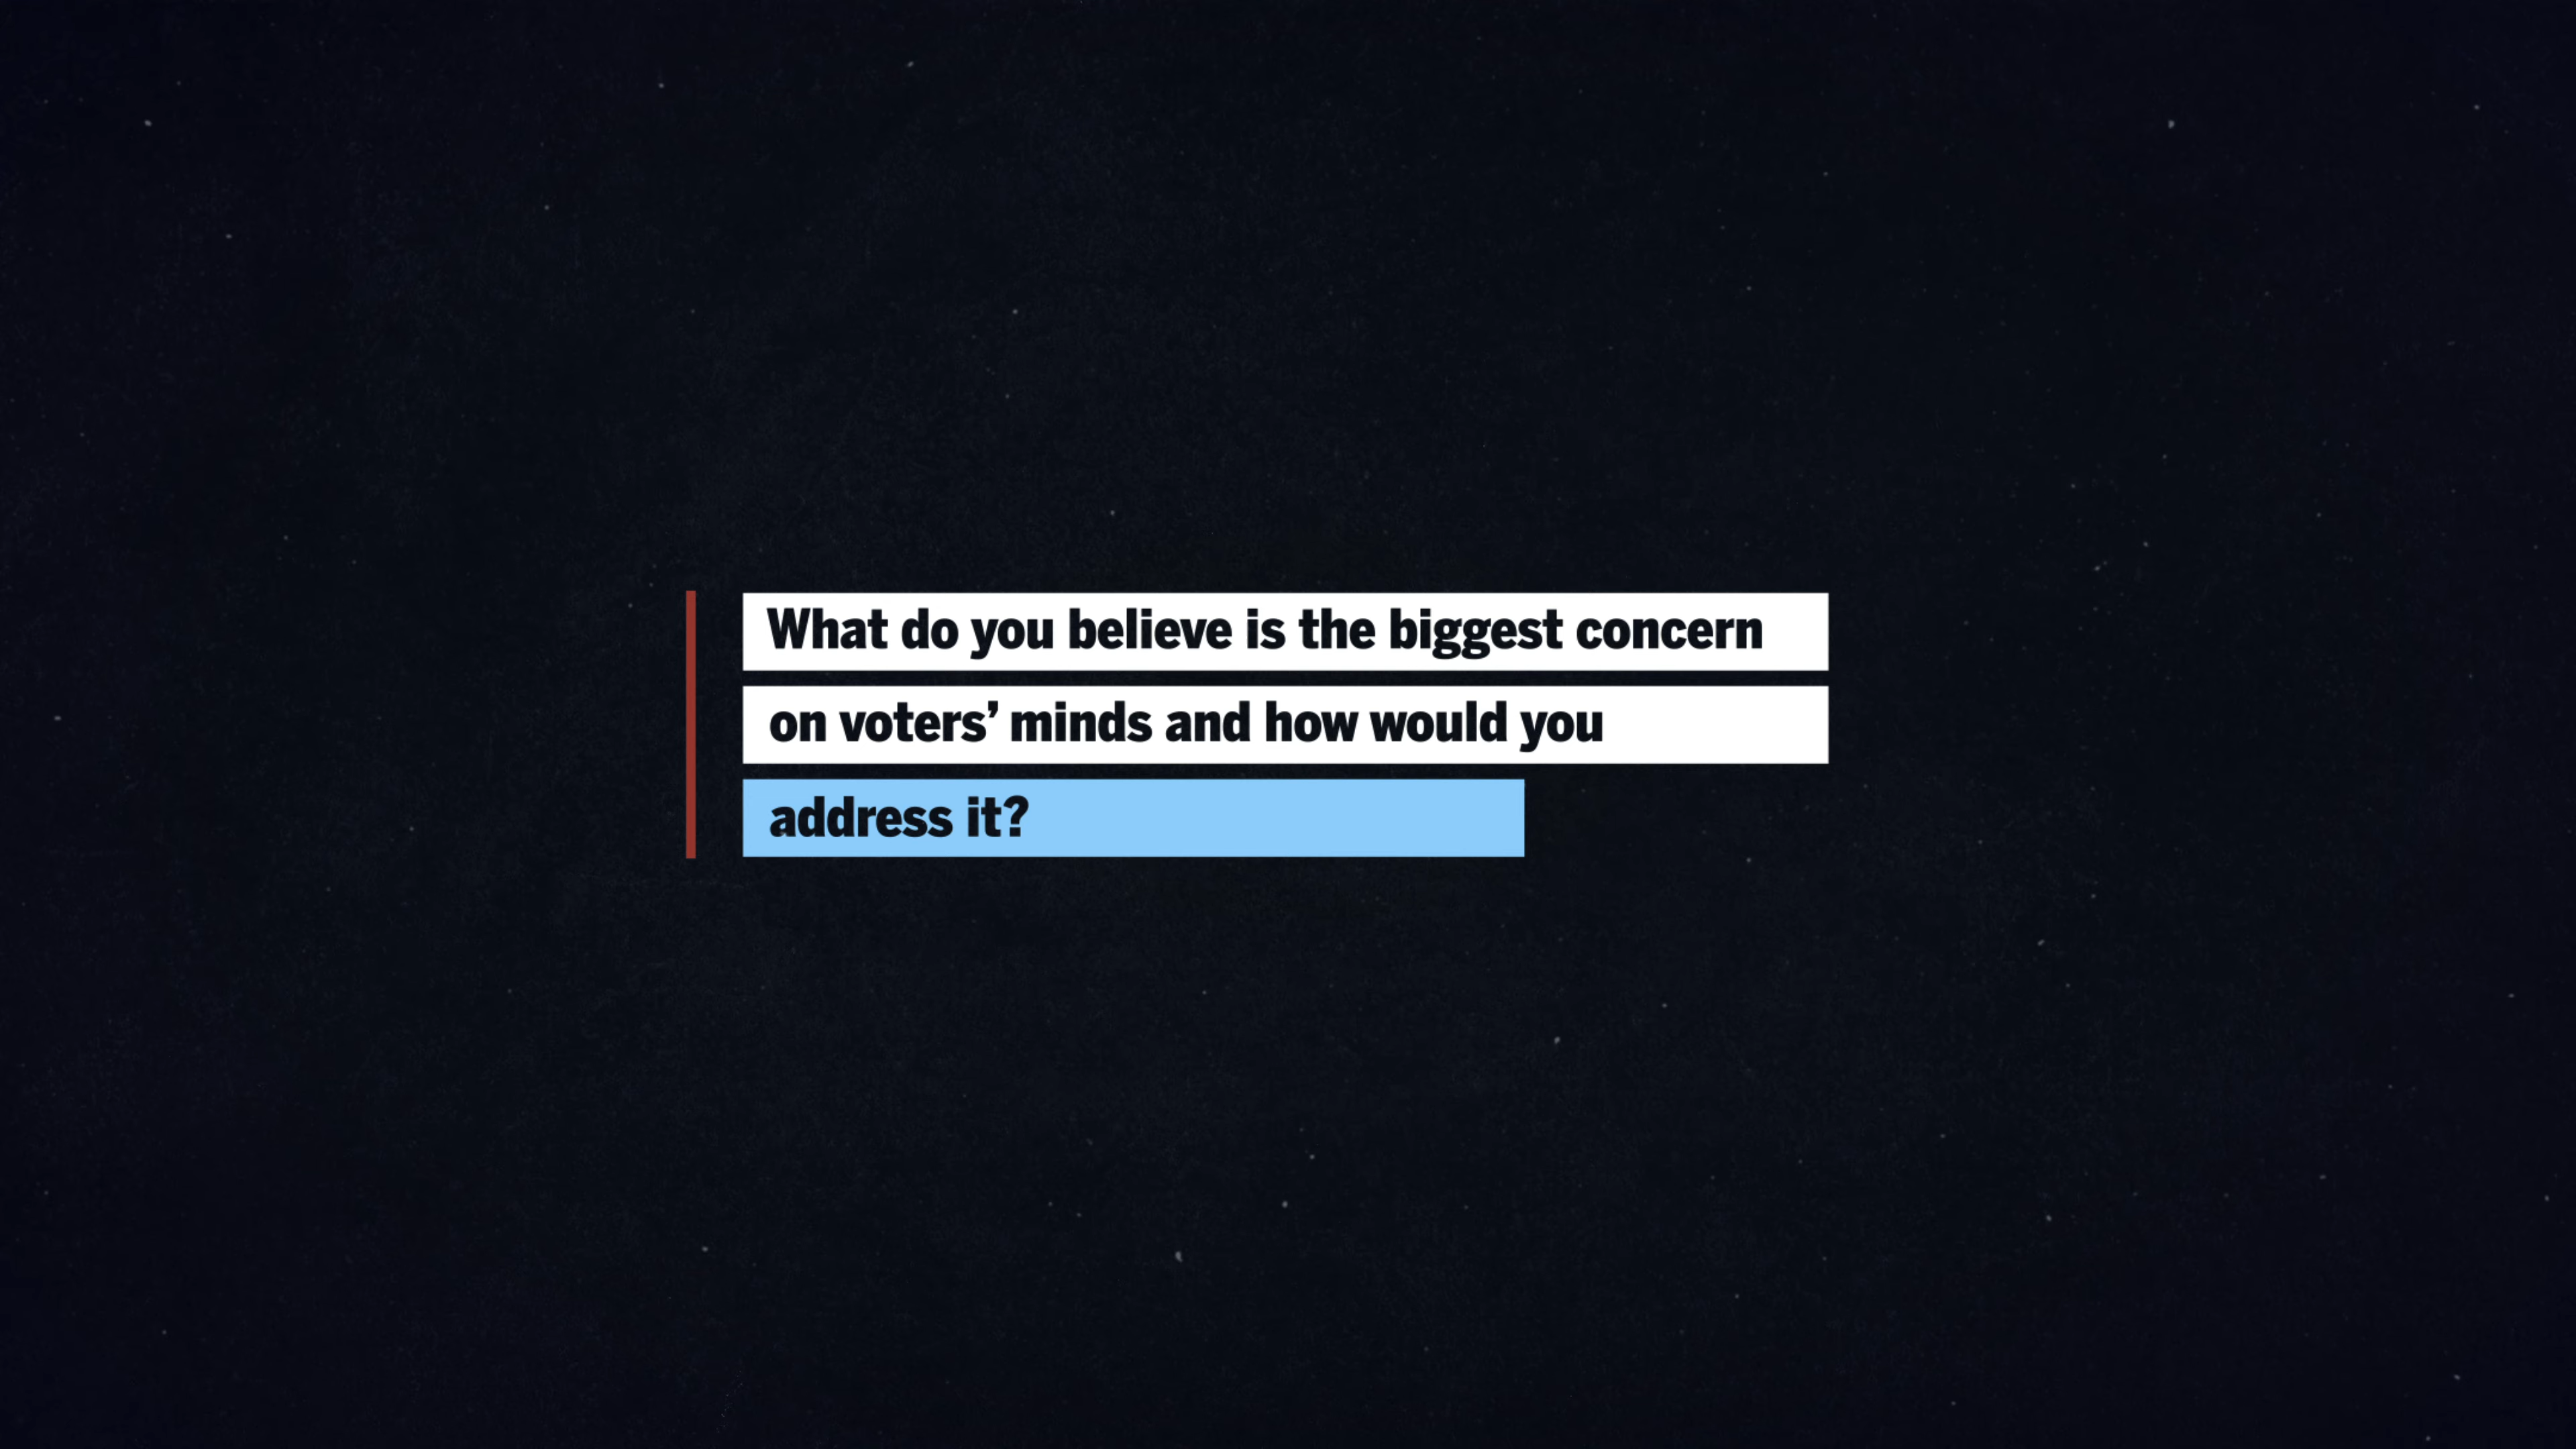 What do you believe is the biggest concern
on voters’ minds and how would you
address it?